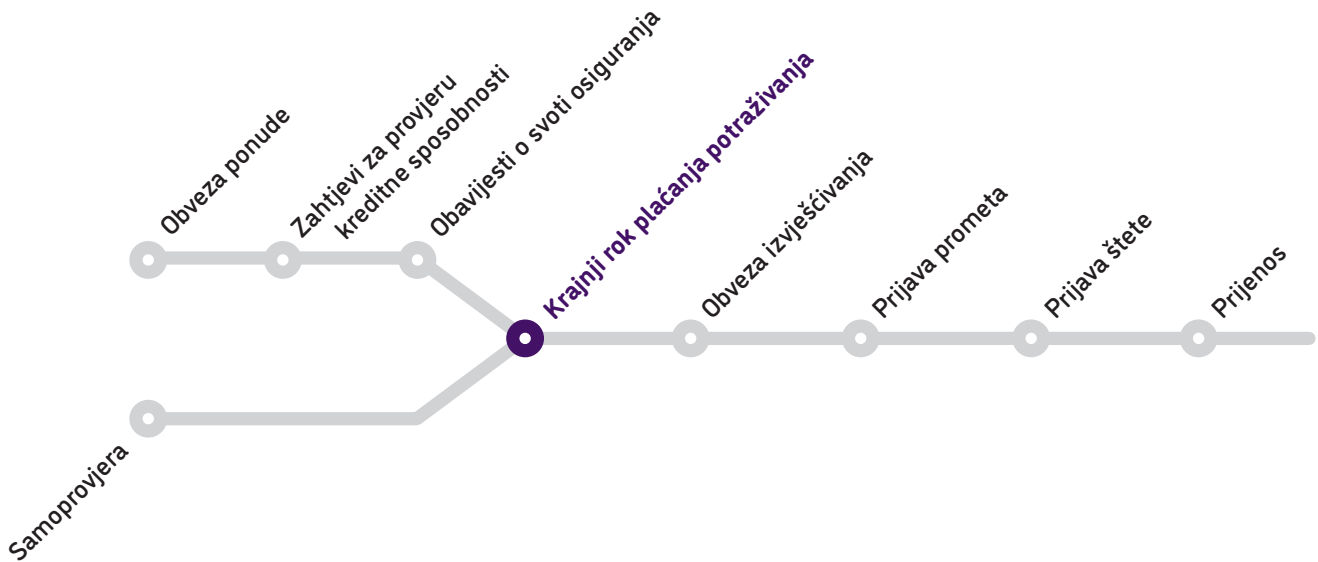 Obveza ponude
Zahtjevi za provjeru
kreditne sposobnosti
Obavijesti o svoti osiguranja
Krajnji rok plaćanja potraživanja
Obveza izvješćivanja
Prijava prometa
Prijava štete
Prijenos
Samoprovjera